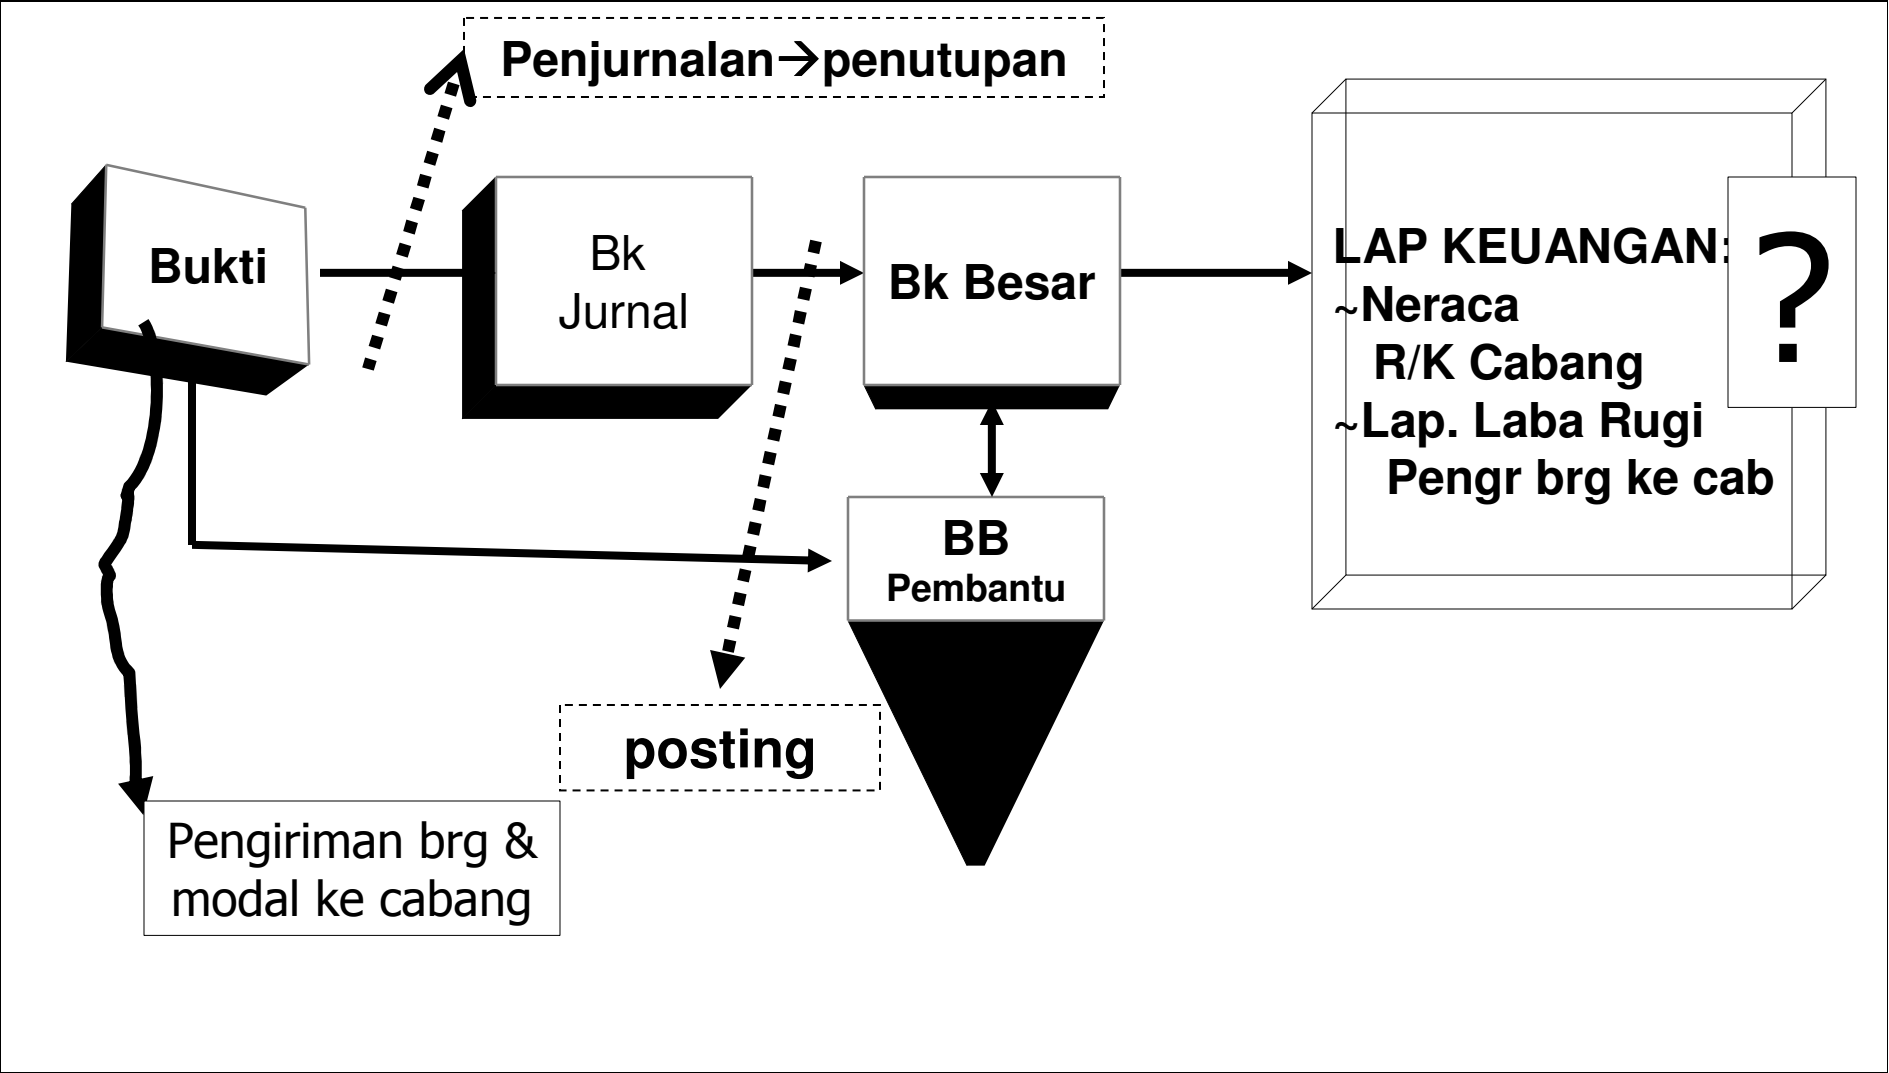 Penjurnalan→penutupan
Bukti
Bk
Jurnal
Bk Besar
LAP KEUANGAN:
~Neraca
R/K Cabang
~Lap. Laba Rugi
Pengr brg ke cab
?
BB
Pembantu
posting
Pengiriman brg &
modal ke cabang